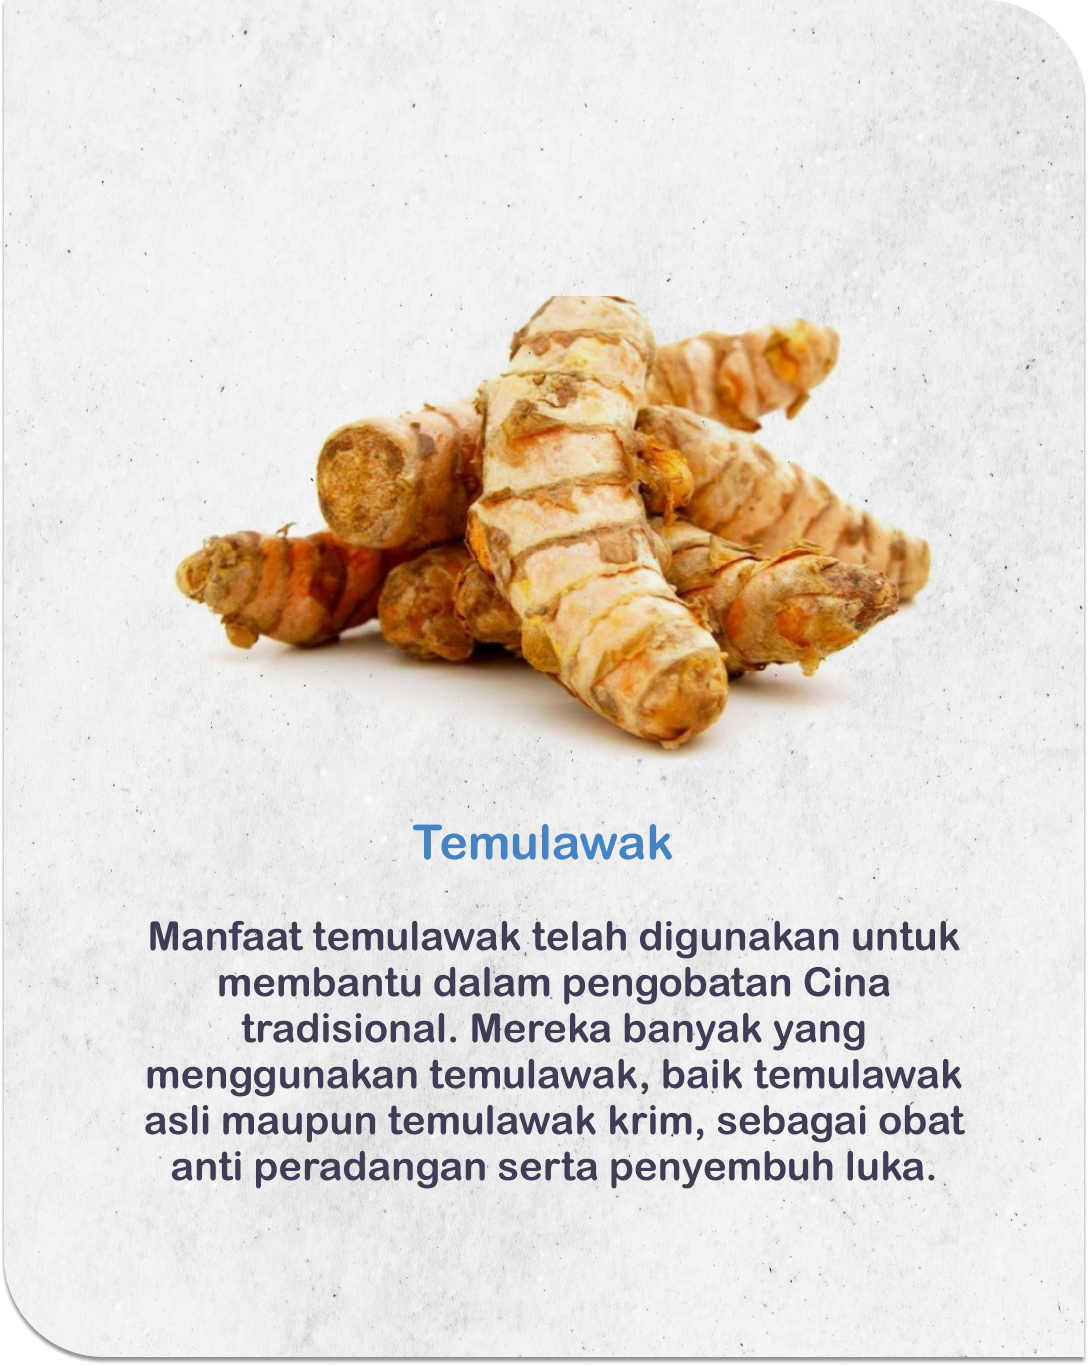 Temulawak
Manfaat temulawak telah digunakan untuk
membantu dalam pengobatan Cina
tradisional. Mereka banyak yang
menggunakan temulawak, baik temulawak
asli maupun temulawak krim, sebagai obat
anti peradangan serta penyembuh luka.